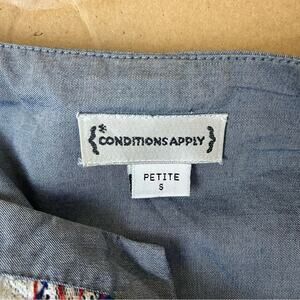 {* CONDITIONS APPLY }
PETITE
S